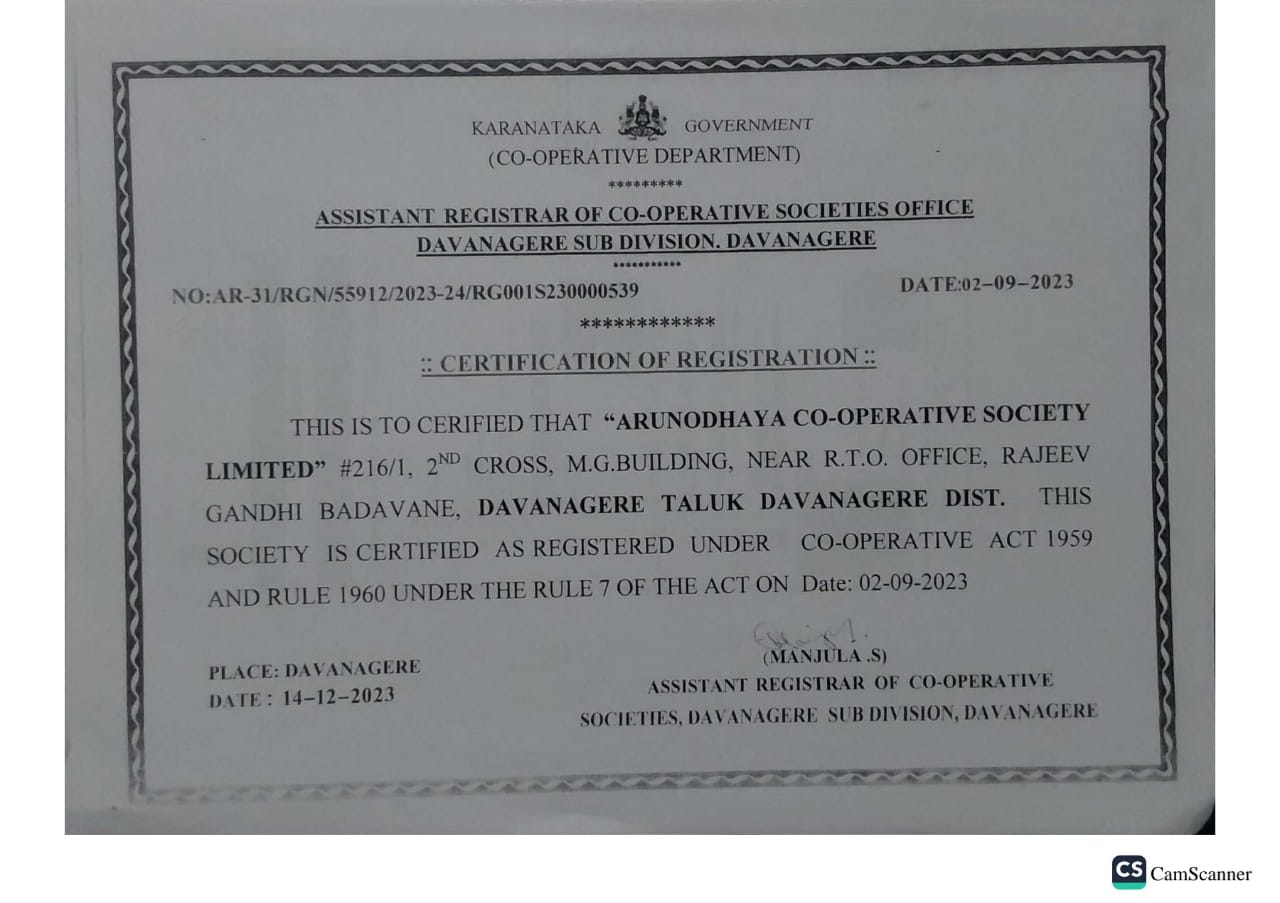 KARANATAKA GOVERNMENT
(CO-OPERATIVE DEPARTMENT)
*********
ASSISTANT REGISTRAR OF CO-OPERATIVE SOCIETIES OFFICE
DAVANAGERE SUB DIVISION. DAVANAGERE
***********
NO:AR-31/RGN/55912/2023-24/RG001S230000539 DATE:02-09-2023
************
:: CERTIFICATION OF REGISTRATION ::
THIS IS TO CERIFIED THAT “ARUNODHAYA CO-OPERATIVE SOCIETY
LIMITED” #216/1, 2ND CROSS, M.G.BUILDING, NEAR R.T.O. OFFICE, RAJEEV
GANDHI BADAVANE, DAVANAGERE TALUK DAVANAGERE DIST. THIS
SOCIETY IS CERTIFIED AS REGISTERED UNDER CO-OPERATIVE ACT 1959
AND RULE 1960 UNDER THE RULE 7 OF THE ACT ON Date: 02-09-2023
(MANJULA .S)
PLACE: DAVANAGERE
ASSISTANT REGISTRAR OF CO-OPERATIVE
DATE : 14-12-2023
SOCIETIES, DAVANAGERE SUB DIVISION, DAVANAGERE
CS CamScanner